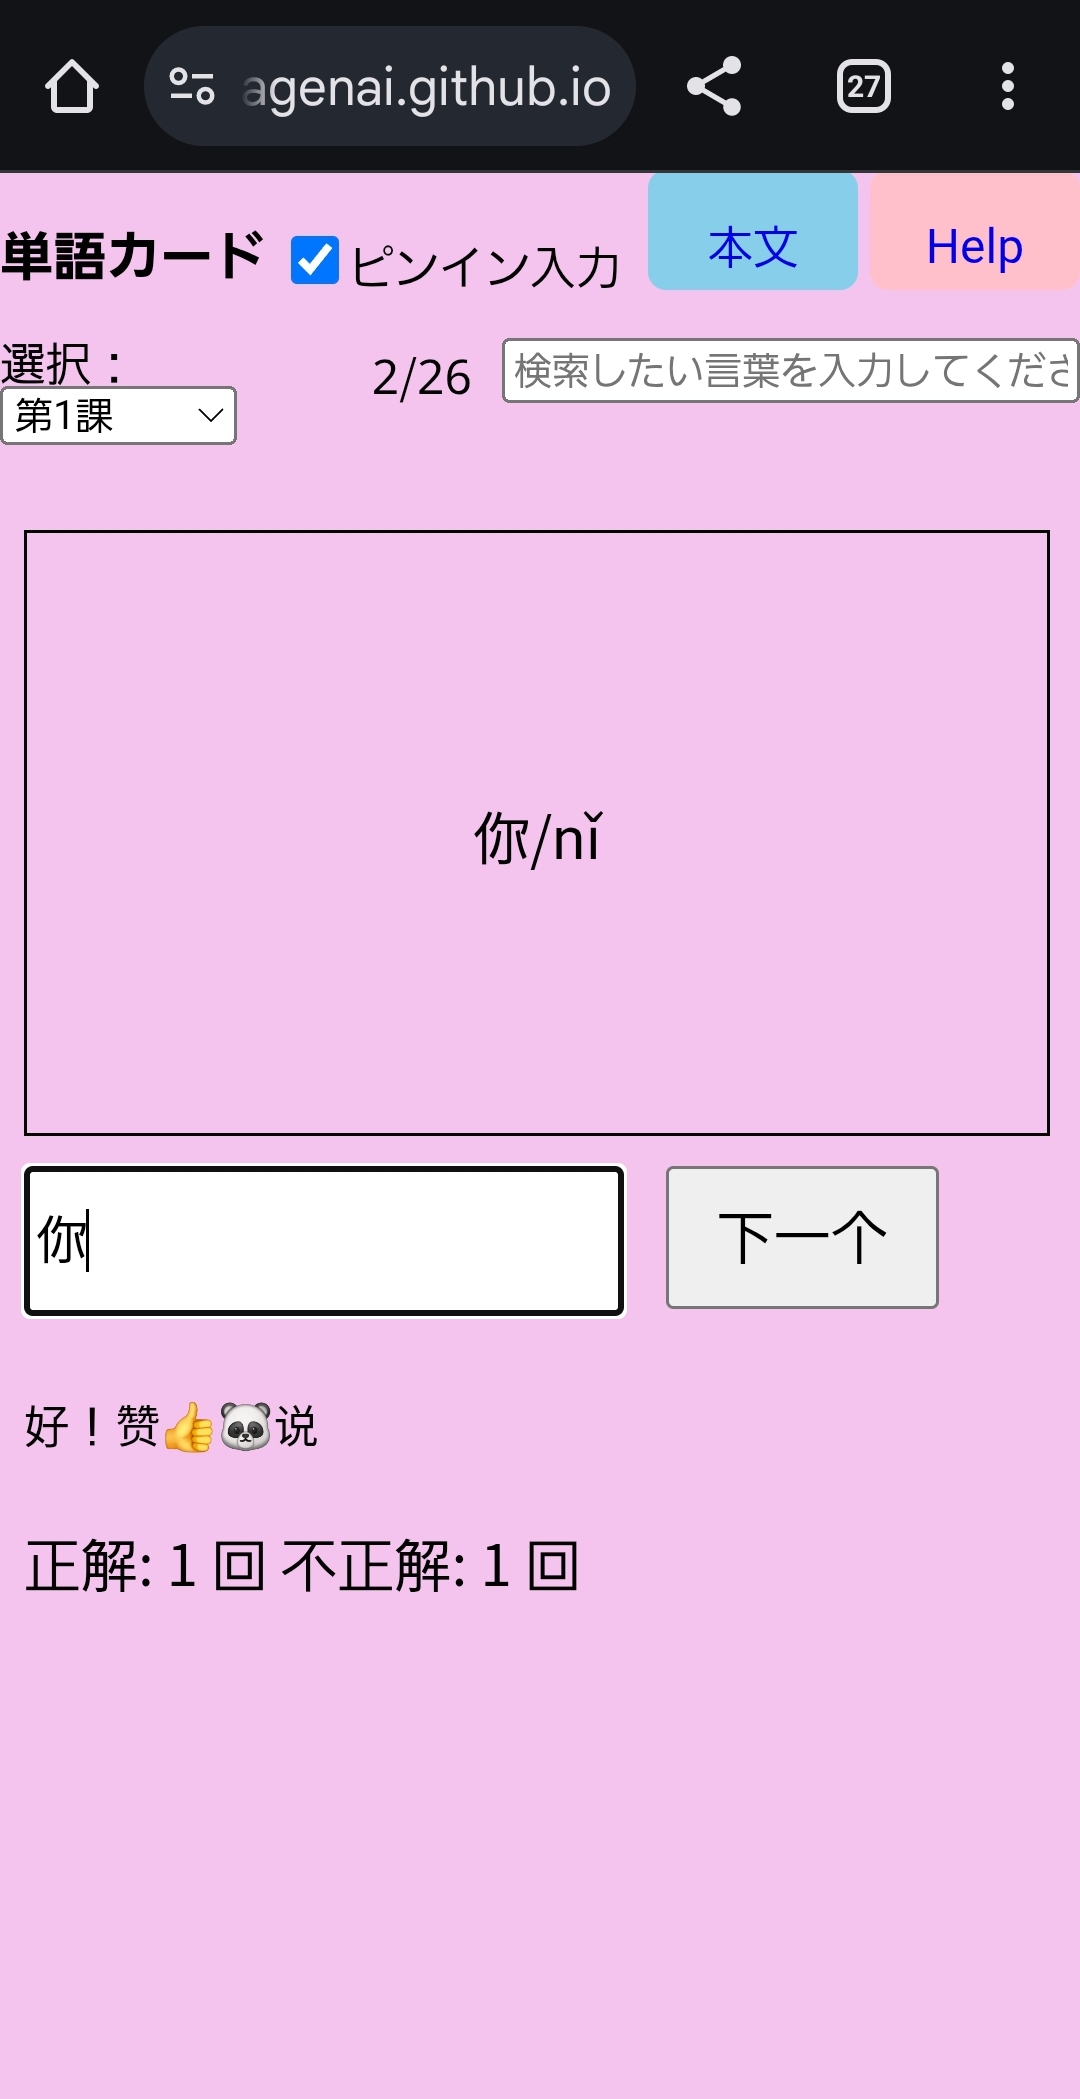 agenai.github.io
27
単語カード
ピンイン入力
本文
Help
選択：
第1課
2/26
検索したい言葉を入力してくださ
你/nǐ
你
下一个
好！赞👍🐼说
正解: 1 回 不正解: 1 回